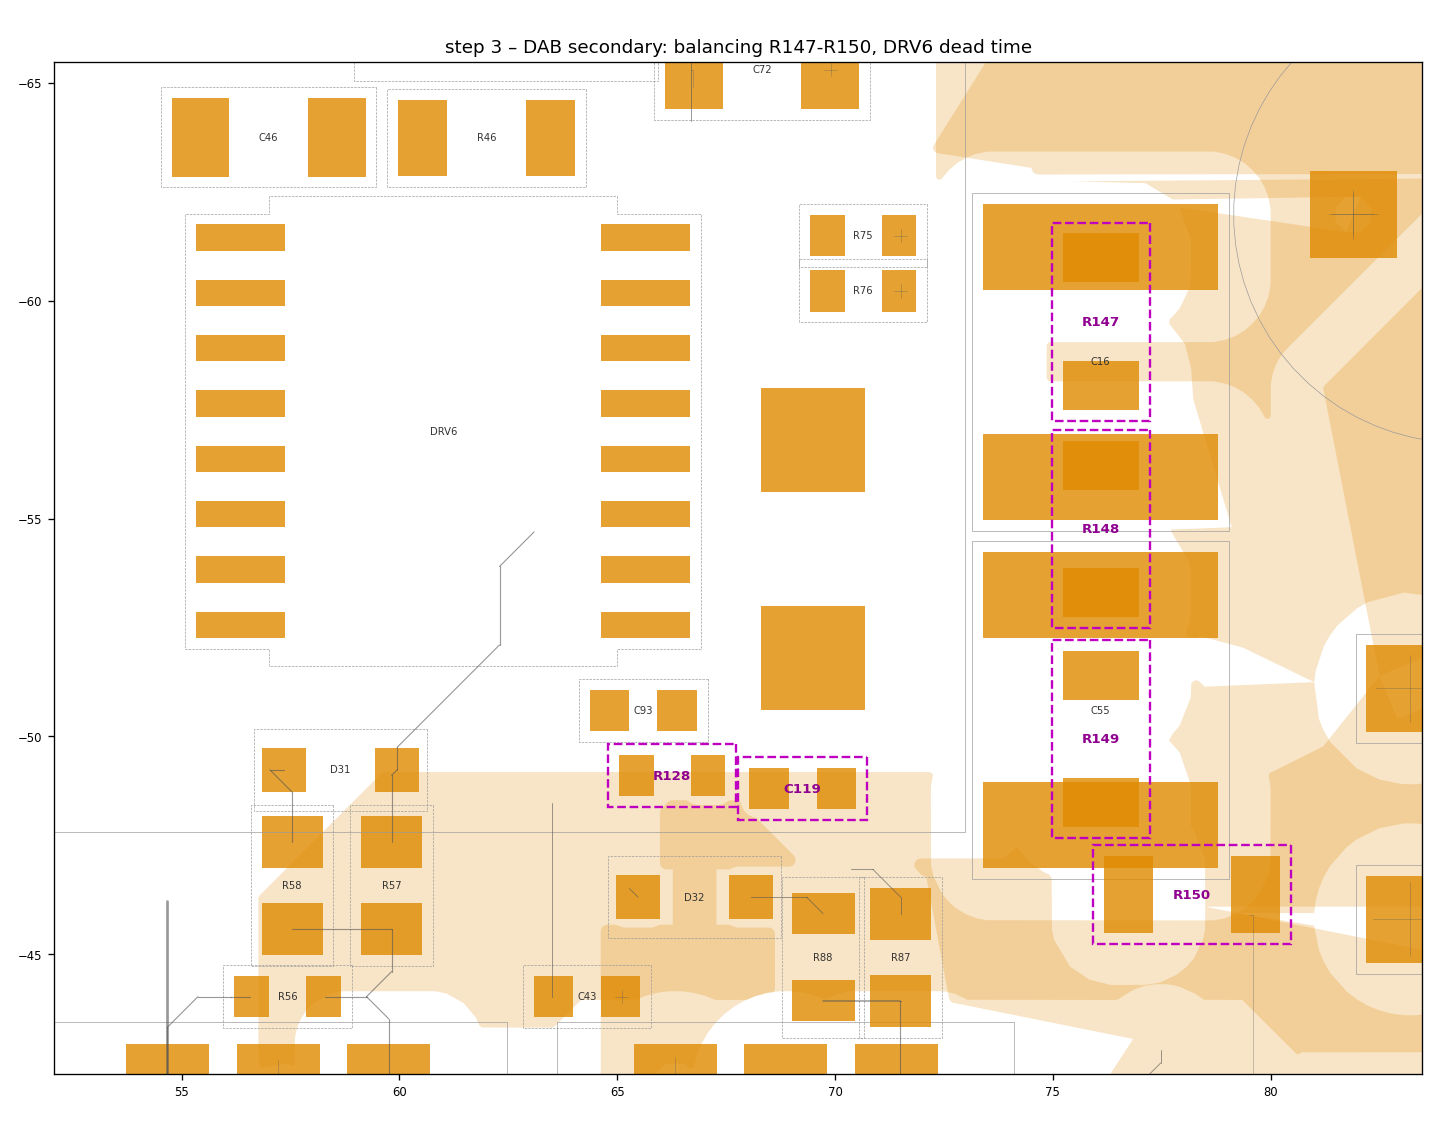 step 3 – DAB secondary: balancing R147-R150, DRV6 dead time
−65
C72
C46
R46
R75
−60
R76
R147
C16
DRV6
−55
R148
C93
C55
−50
R149
D31
R128
C119
R58
R57
D32
R150
−45
R88
R87
R56
C43
55
60
65
70
75
80